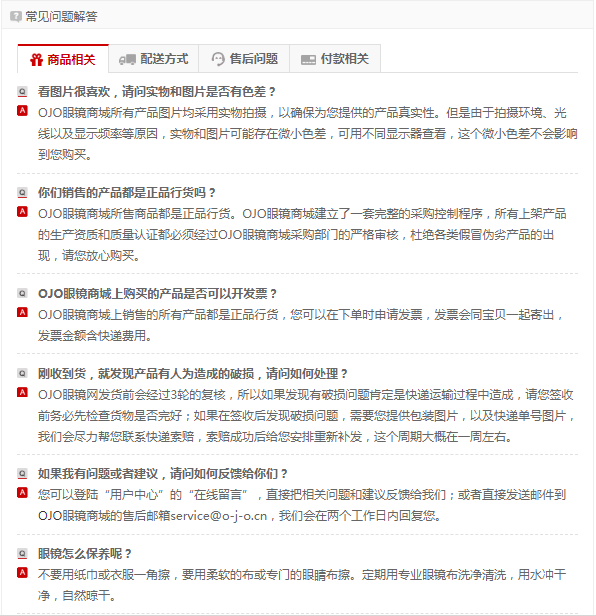 常见问题解答
商品相关 配送方式 售后问题 付款相关
Q 看图片很喜欢，请问实物和图片是否有色差？
A OJO眼镜商城所有产品图片均采用实物拍摄，以确保为您提供的产品真实性。但是由于拍摄环境、光
线以及显示频率等原因，实物和图片可能存在微小色差，可用不同显示器查看，这个微小色差不会影响
到您购买。
Q 你们销售的产品都是正品行货吗？
A OJO眼镜商城所售商品都是正品行货。OJO眼镜商城建立了一套完整的采购控制程序，所有上架产品
的生产资质和质量认证都必须经过OJO眼镜商城采购部门的严格审核，杜绝各类假冒伪劣产品的出
现，请您放心购买。
Q OJO眼镜商城上购买的产品是否可以开发票？
A OJO眼镜商城上销售的所有产品都是正品行货，您可以在下单时申请发票，发票会同宝贝一起寄出，
发票金额含快递费用。
Q 刚收到货，就发现产品有人为造成的破损，请问如何处理？
A OJO眼镜网发货前会经过3轮的复核，所以如果发现有破损问题肯定是快递运输过程中造成，请您签收
前务必先检查货物是否完好；如果在签收后发现破损问题，需要您提供包装图片，以及快递单号图片，
我们会尽力帮您联系快递索赔，索赔成功后给您安排重新补发，这个周期大概在一周左右。
Q 如果我有问题或者建议，请问如何反馈给你们？
A 您可以登陆“用户中心”的“在线留言”，直接把相关问题和建议反馈给我们；或者直接发送邮件到
OJO眼镜商城的售后邮箱service@o-j-o.cn，我们会在两个工作日内回复您。
Q 眼镜怎么保养呢？
A 不要用纸巾或衣服一角擦，要用柔软的布或专门的眼睛布擦。定期用专业眼镜布洗净清洗，用水冲干
净，自然晾干。